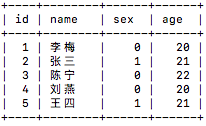 id | name | sex | age
1 | 李梅 | 0 | 20
2 | 张三 | 1 | 21
3 | 陈宁 | 0 | 22
4 | 刘燕 | 0 | 20
5 | 王四 | 1 | 21